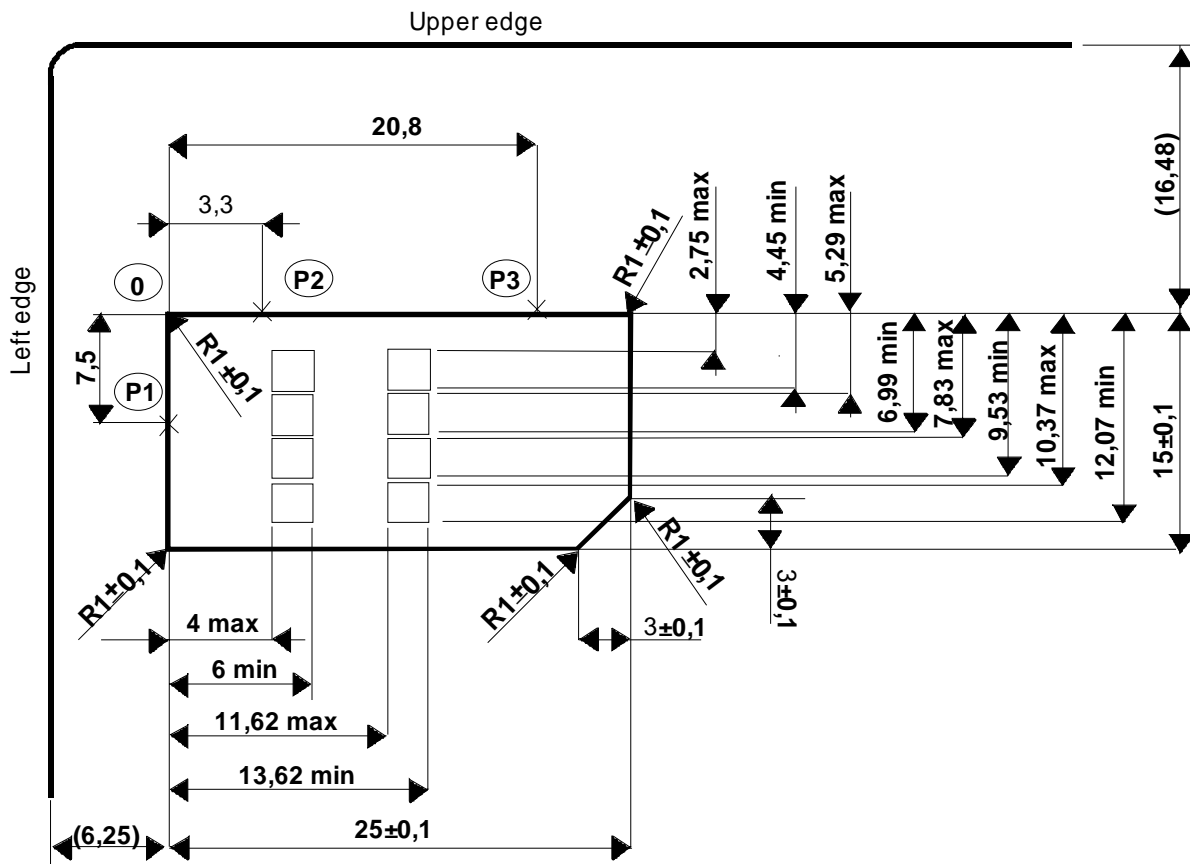 Upper edge
Left edge
20,8
3,3
0
P2
P3
P1
7,5
R1±0,1
R1±0,1
2,75 max
4,45 min
5,29 max
(16,48)
6,99 min
7,83 max
9,53 min
10,37 max
12,07 min
15±0,1
R1±0,1
R1±0,1
R1±0,1
3±0,1
3±0,1
4 max
6 min
11,62 max
13,62 min
(6,25)
25±0,1